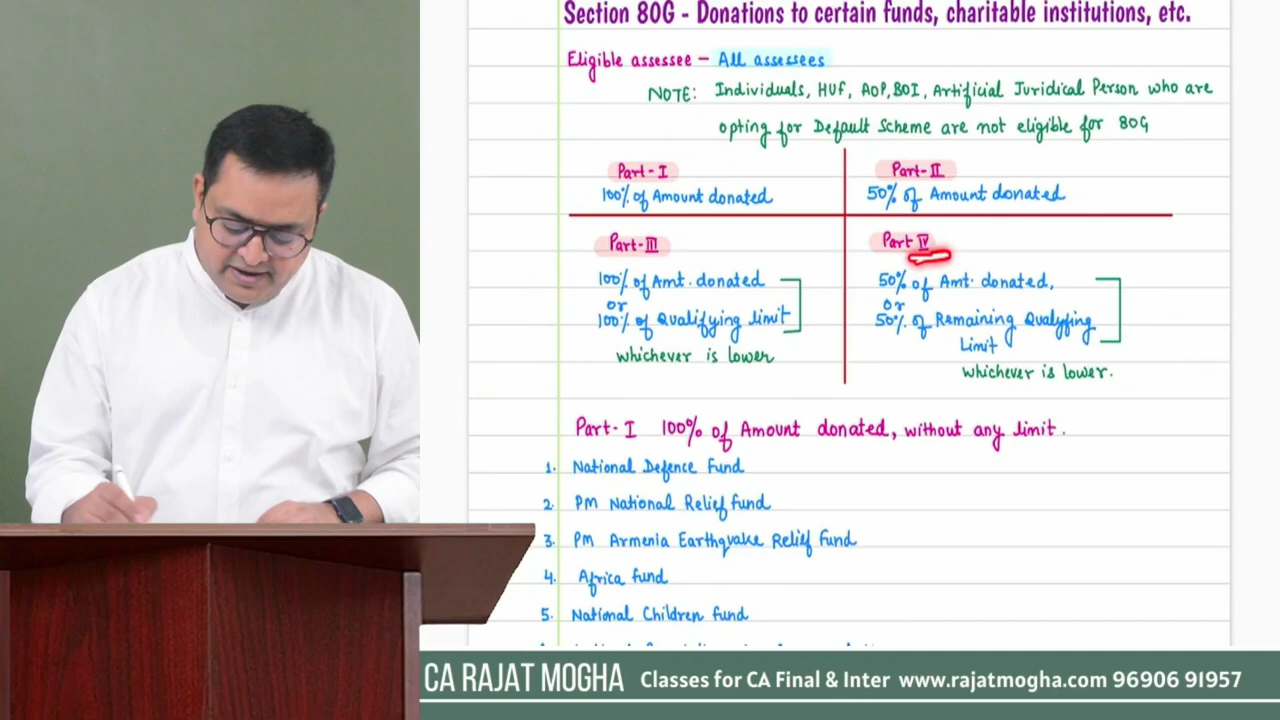 Section 80G - Donations to certain funds, charitable institutions, etc.
Eligible assessee - All assessees
NOTE: Individuals, HUF, AOP, BOI, Artificial Juridical Person who are
opting for Default Scheme are not eligible for 80G
Part-I
100% of Amount donated
Part-II
50% of Amount donated
Part-III
100% of Amt. donated
or
100% of Qualifying limit
whichever is lower
Part IV
50% of Amt. donated,
or
50% of Remaining Qualyfing
Limit
whichever is lower.
Part-I 100% of Amount donated, without any limit.
1. National Defence Fund
2. PM National Relief Fund
3. PM Armenia Earthquake Relief Fund
4. Africa fund
5. National Children Fund
CA RAJAT MOGHA Classes for CA Final & Inter www.rajatmogha.com 96906 91957